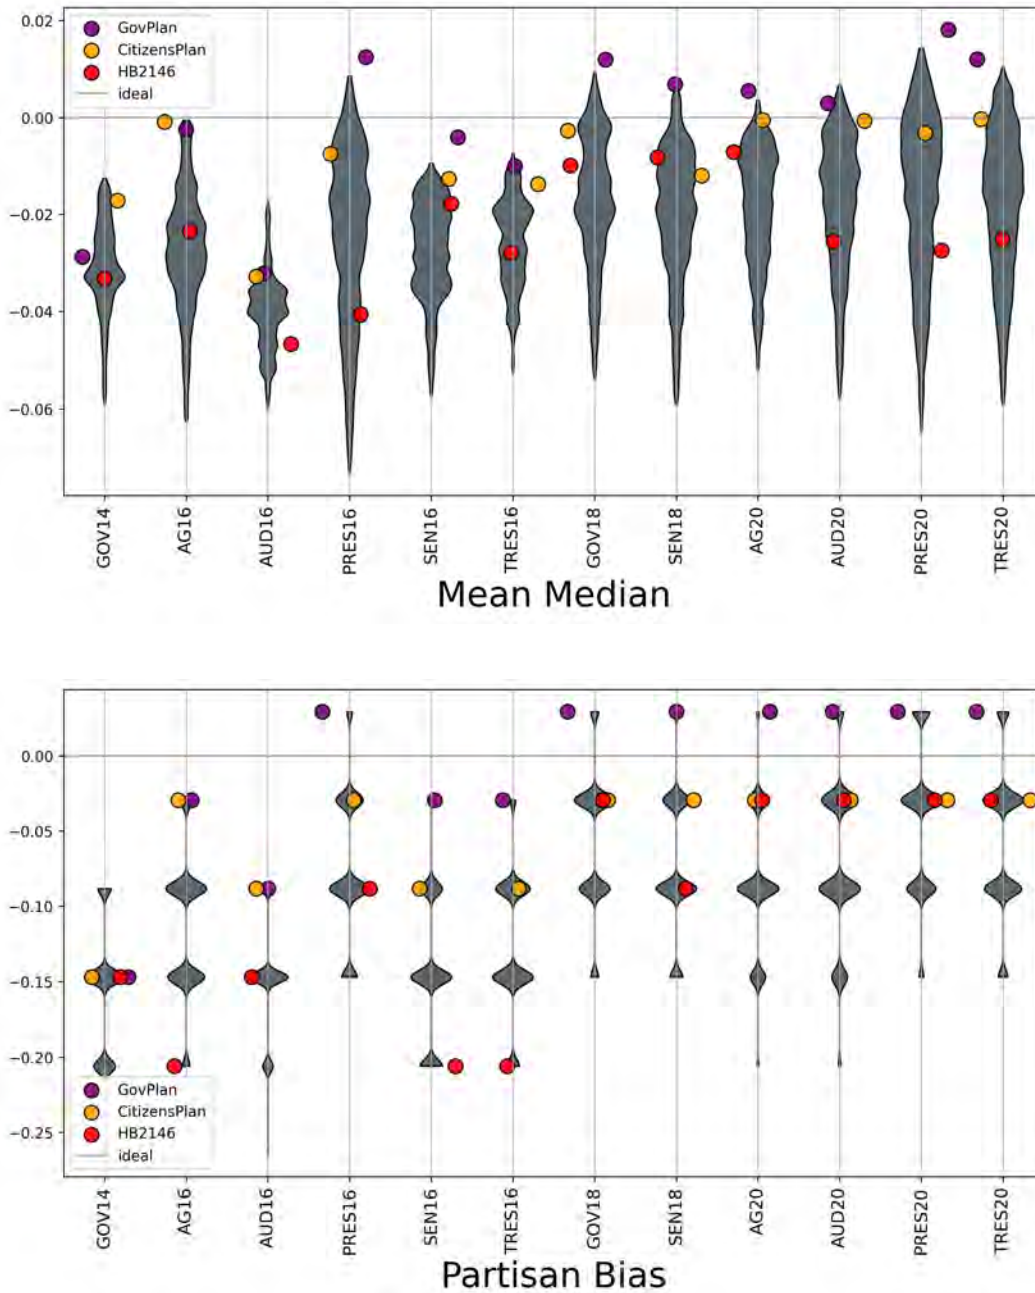 0.02
0.00
−0.02
−0.04
−0.06
GovPlan
CitizensPlan
HB2146
ideal
GOV14
AG16
AUD16
PRES16
SEN16
TRES16
GOV18
SEN18
AG20
AUD20
PRES20
TRES20
Mean Median
0.00
−0.05
−0.10
−0.15
−0.20
−0.25
GovPlan
CitizensPlan
HB2146
ideal
GOV14
AG16
AUD16
PRES16
SEN16
TRES16
GOV18
SEN18
AG20
AUD20
PRES20
TRES20
Partisan Bias